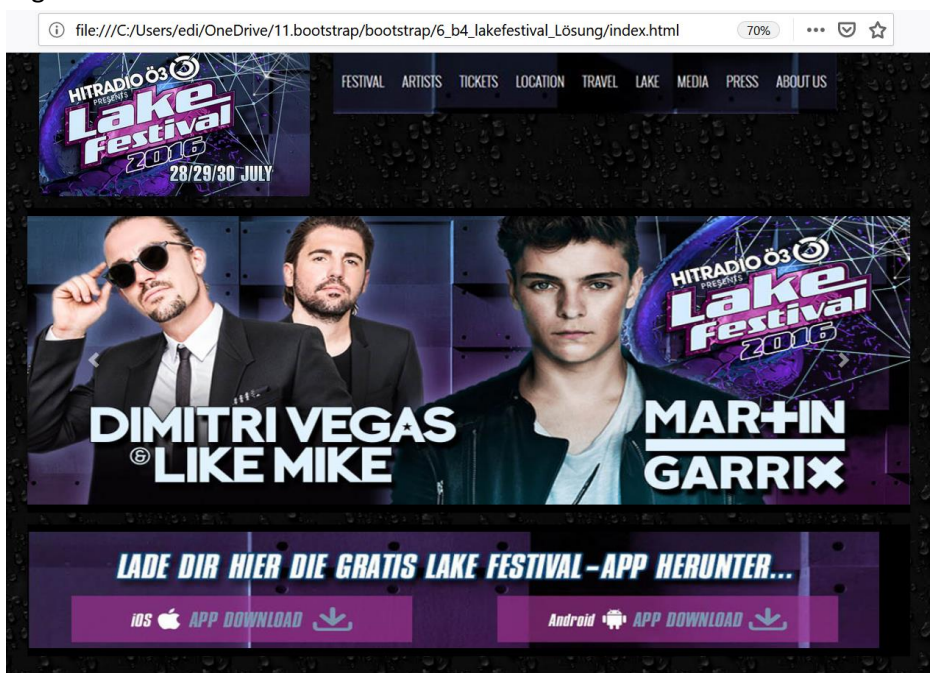 file:///C:/Users/edi/OneDrive/11.bootstrap/bootstrap/6_b4_lakefestival_Lösung/index.html 70%
HITRADIO Ö3
PRESENTS
Lake
Festival
2016
28/29/30 JULY
FESTIVAL ARTISTS TICKETS LOCATION TRAVEL LAKE MEDIA PRESS ABOUT US
HITRADIO Ö3
PRESENTS
Lake
Festival
2016
DIMITRI VEGAS
& LIKE MIKE
MARTIN
GARRIX
LADE DIR HIER DIE GRATIS LAKE FESTIVAL-APP HERUNTER...
iOS APP DOWNLOAD
Android APP DOWNLOAD